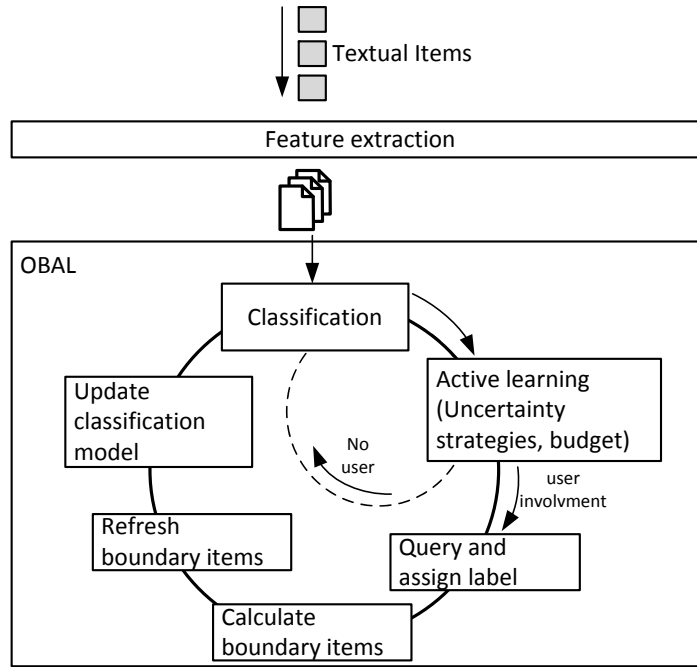 Textual Items
Feature extraction
OBAL
Classification
Active learning
(Uncertainty
strategies, budget)
Update
classification
model
No
user
user
involvment
Refresh
boundary items
Query and
assign label
Calculate
boundary items